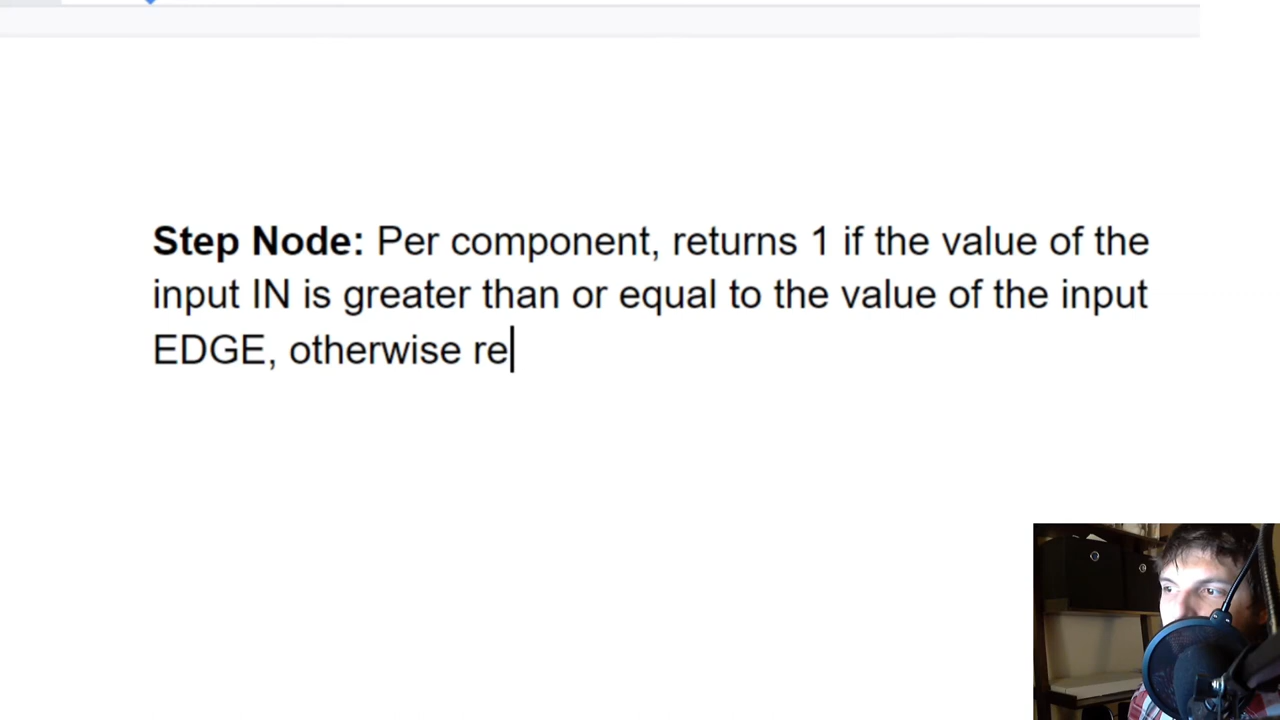 Step Node: Per component, returns 1 if the value of the
input IN is greater than or equal to the value of the input
EDGE, otherwise re